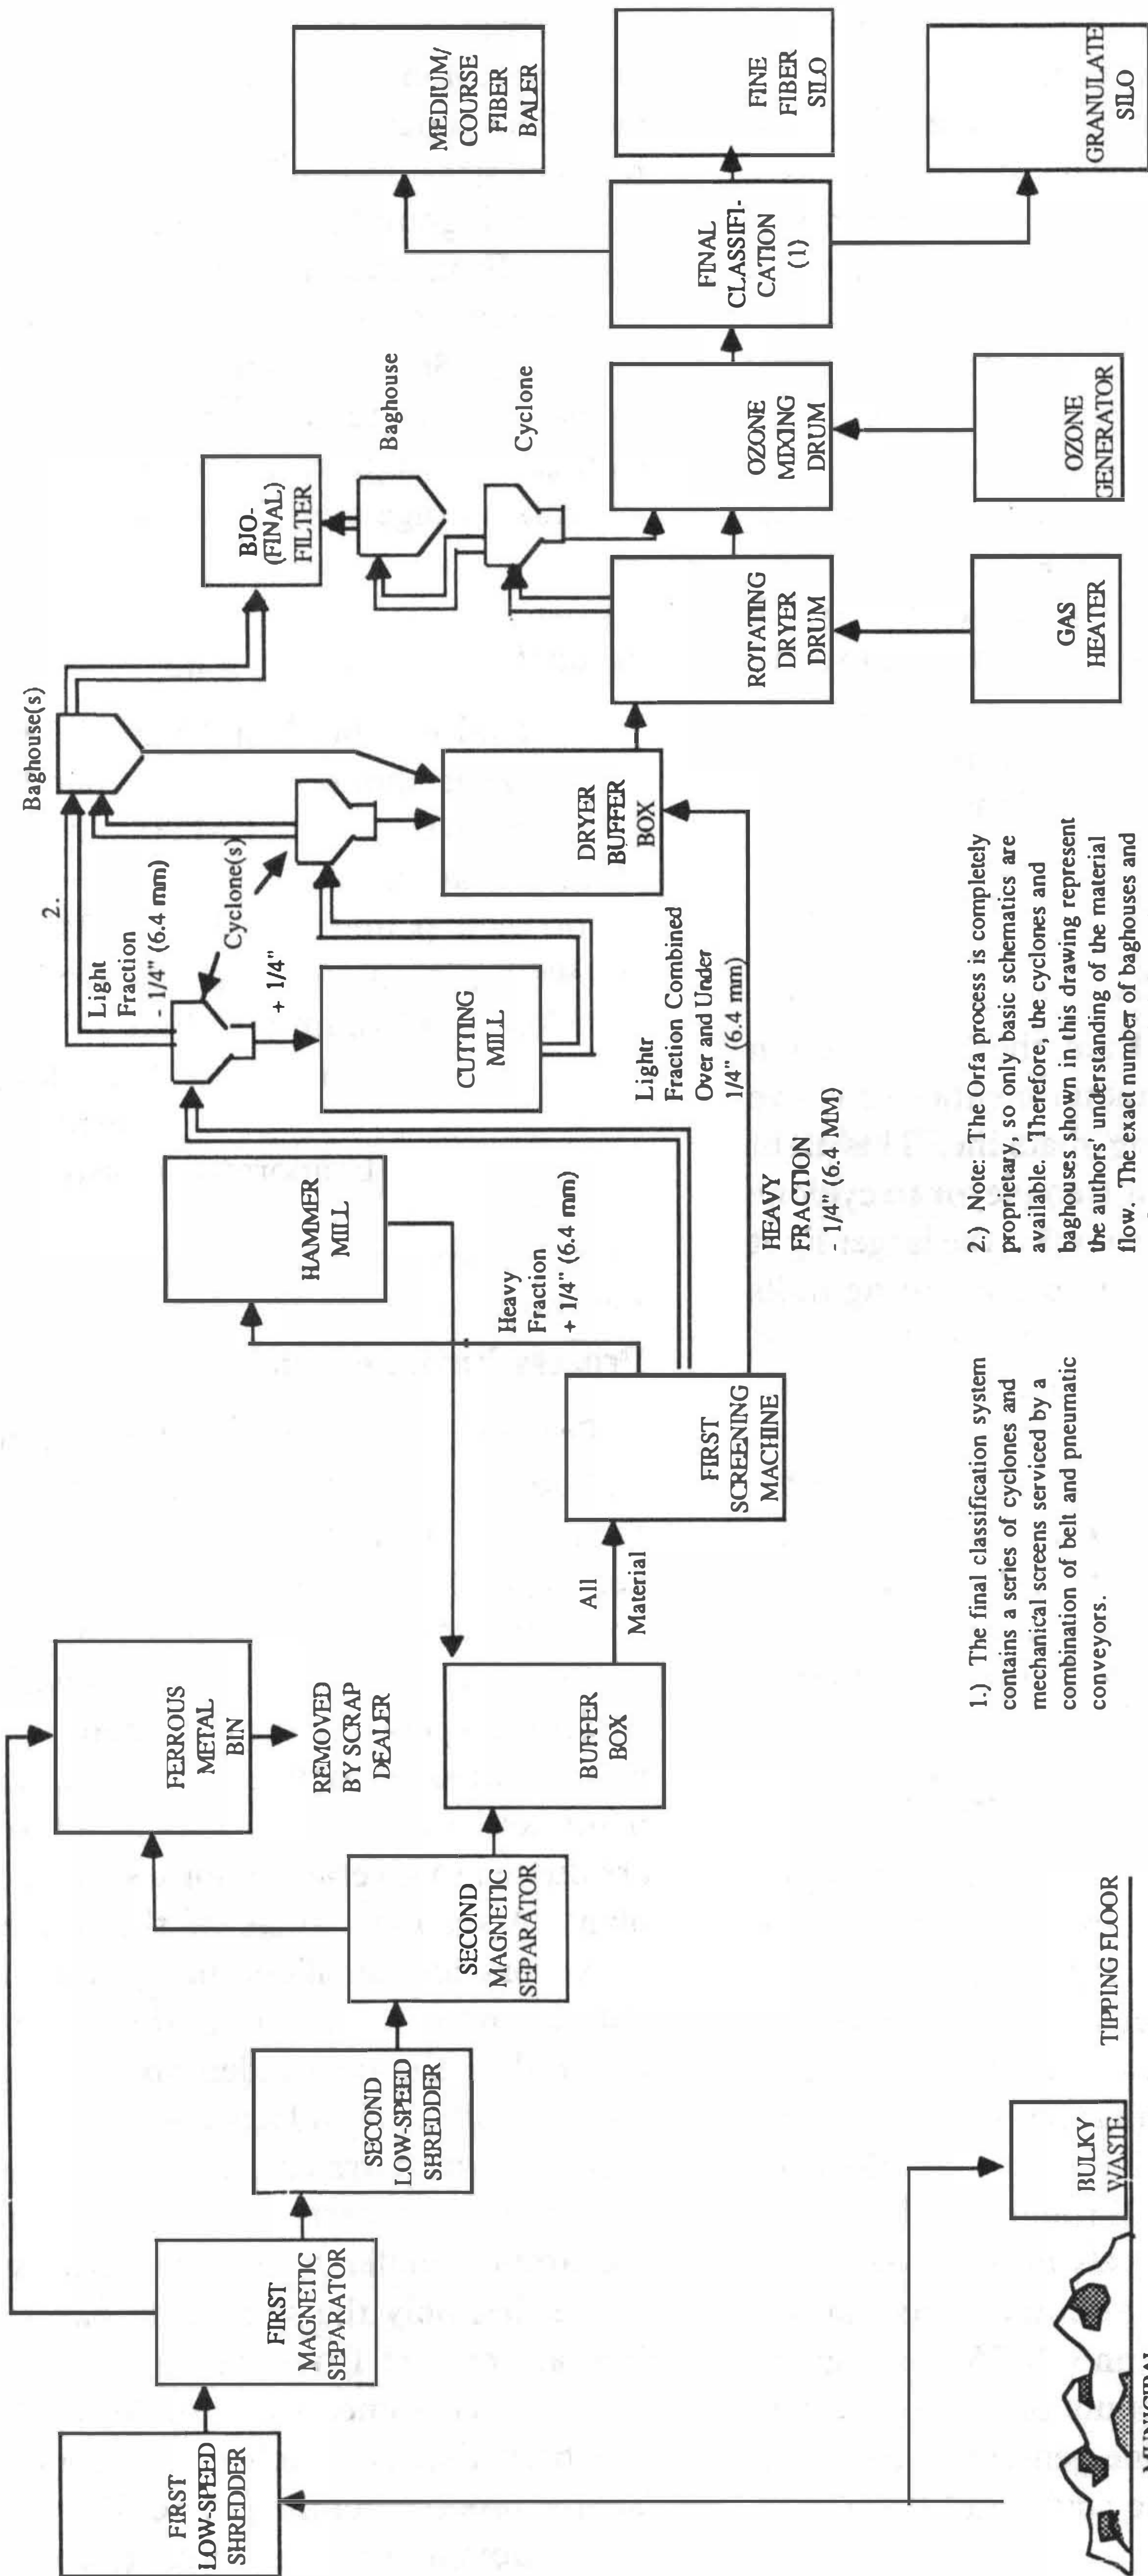 FIRST
LOW-SPEED
SHREDDER
FIRST
MAGNETIC
SEPARATOR
SECOND
LOW-SPEED
SHREDDER
SECOND
MAGNETIC
SEPARATOR
FERROUS
METAL
BIN
REMOVED
BY SCRAP
DEALER
BUFFER
BOX
All
Material
FIRST
SCREENING
MACHINE
HAMMER
MILL
Heavy
Fraction
+ 1/4" (6.4 mm)
HEAVY
FRACTION
- 1/4" (6.4 MM)
Lightr
Fraction Combined
Over and Under
1/4" (6.4 mm)
CUTTING
MILL
+ 1/4"
Cyclone(s)
Light
Fraction
- 1/4" (6.4 mm)
2.
Baghouse(s)
DRYER
BUFFER
BOX
BJO-
(FINAL)
FILTER
Baghouse
Cyclone
ROTATING
DRYER
DRUM
GAS
HEATER
OZONE
MIXING
DRUM
OZONE
GENERATOR
FINAL
CLASSIFI-
CATION
(1)
MEDIUM/
COURSE
FIBER
BALER
FINE
FIBER
SILO
GRANULATE
SILO
BULKY
WASTE
TIPPING FLOOR
MUNICIPAL
1.) The final classification system
contains a series of cyclones and
mechanical screens serviced by a
combination of belt and pneumatic
conveyors.
2.) Note: The Orfa process is completely
proprietary, so only basic schematics are
available. Therefore, the cyclones and
baghouses shown in this drawing represent
the authors' understanding of the material
flow. The exact number of baghouses and